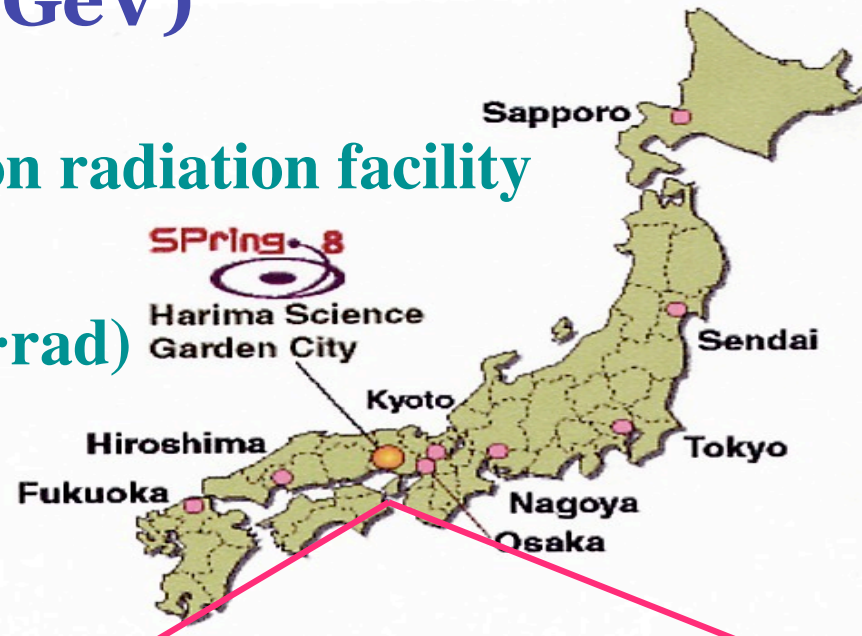 GeV)
Sapporo
on radiation facility
SPring-8
Harima Science
Garden City
·rad)
Sendai
Kyoto
Hiroshima
Tokyo
Fukuoka
Nagoya
Osaka